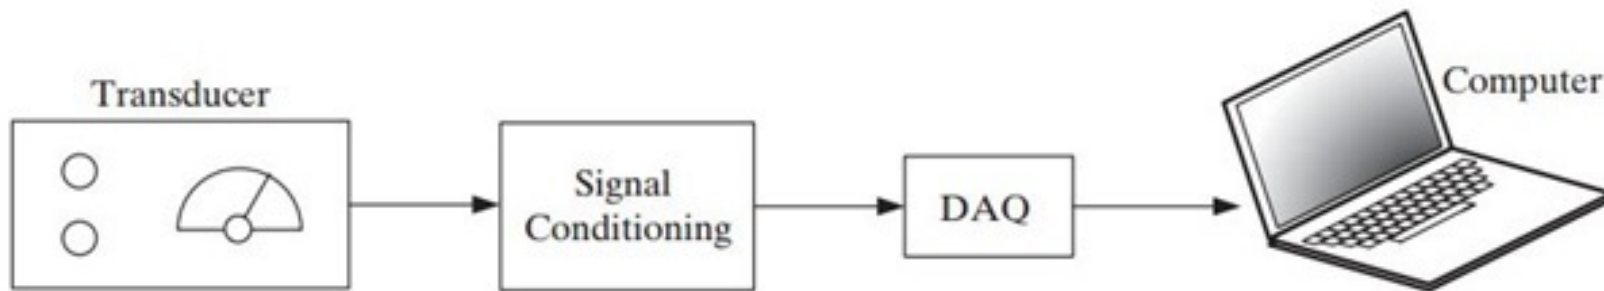 Transducer
Signal
Conditioning
DAQ
Computer